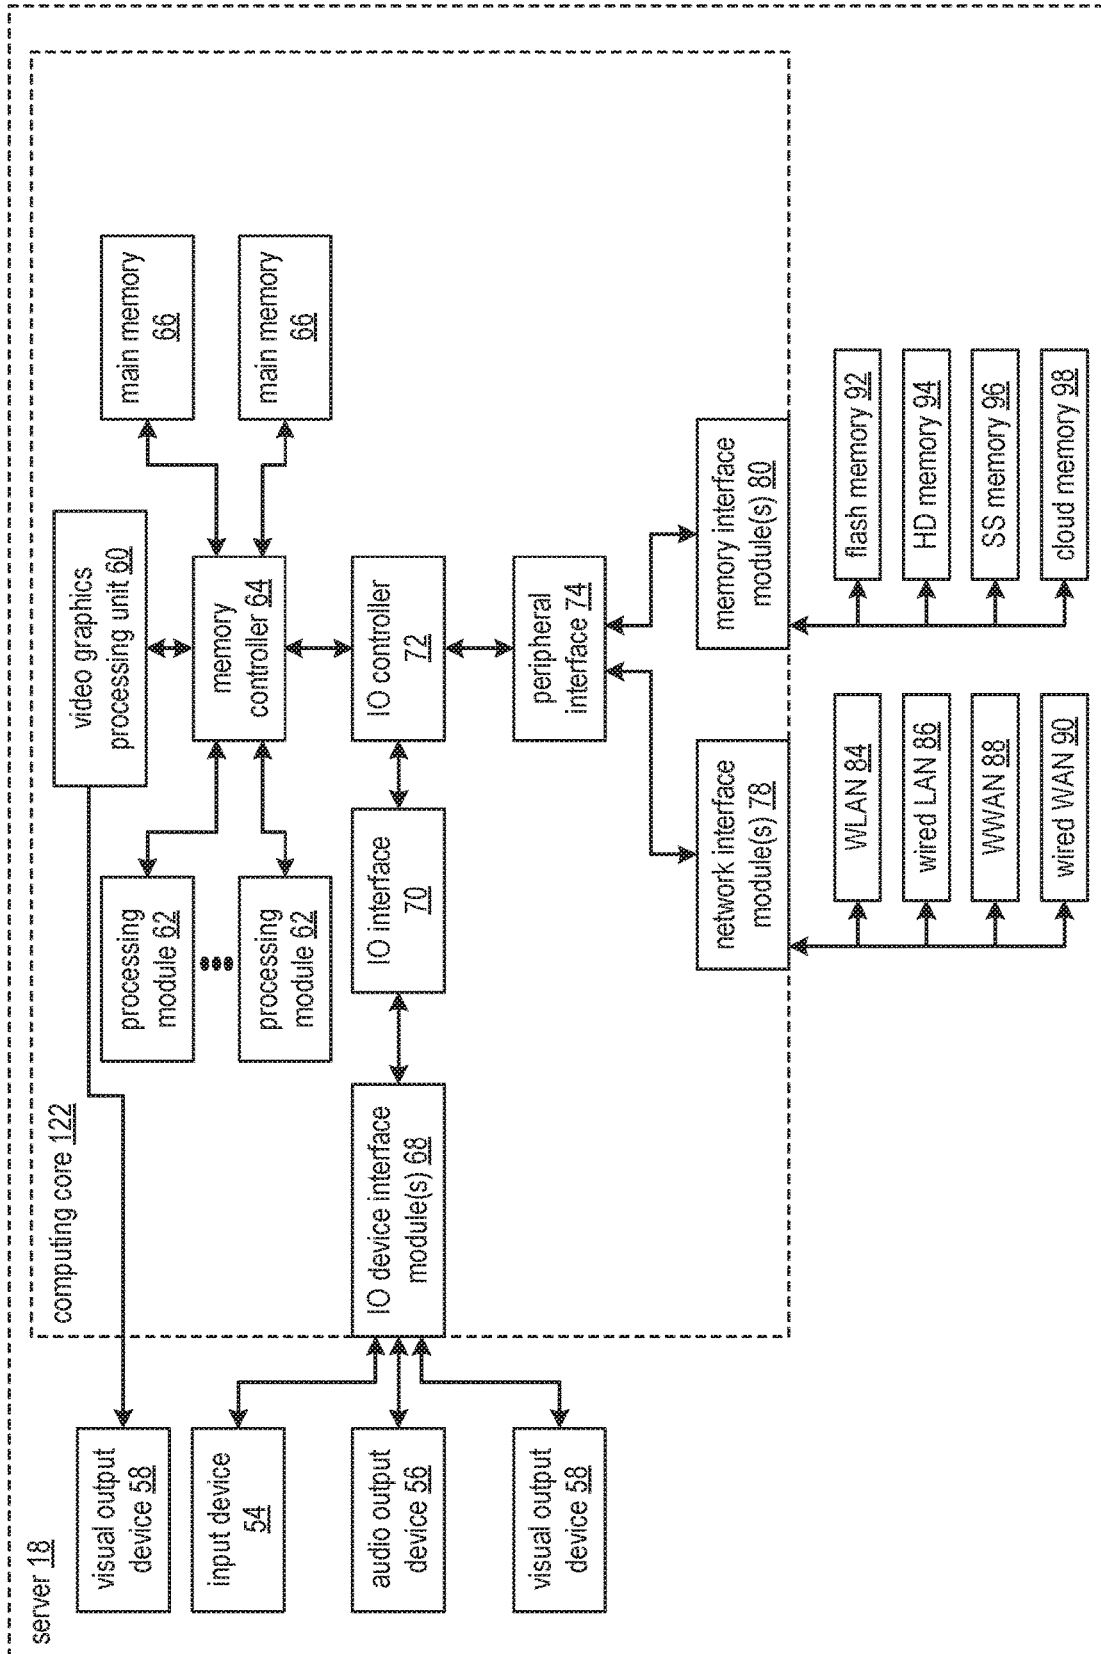 server 18
computing core 122
visual output
device 58
input device
54
audio output
device 56
visual output
device 58
IO device interface
module(s) 68
processing
module 62
processing
module 62
IO interface
70
video graphics
processing unit 60
memory
controller 64
IO controller
72
peripheral
interface 74
main memory
66
main memory
66
network interface
module(s) 78
memory interface
module(s) 80
WLAN 84
wired LAN 86
WWAN 88
wired WAN 90
flash memory 92
HD memory 94
SS memory 96
cloud memory 98